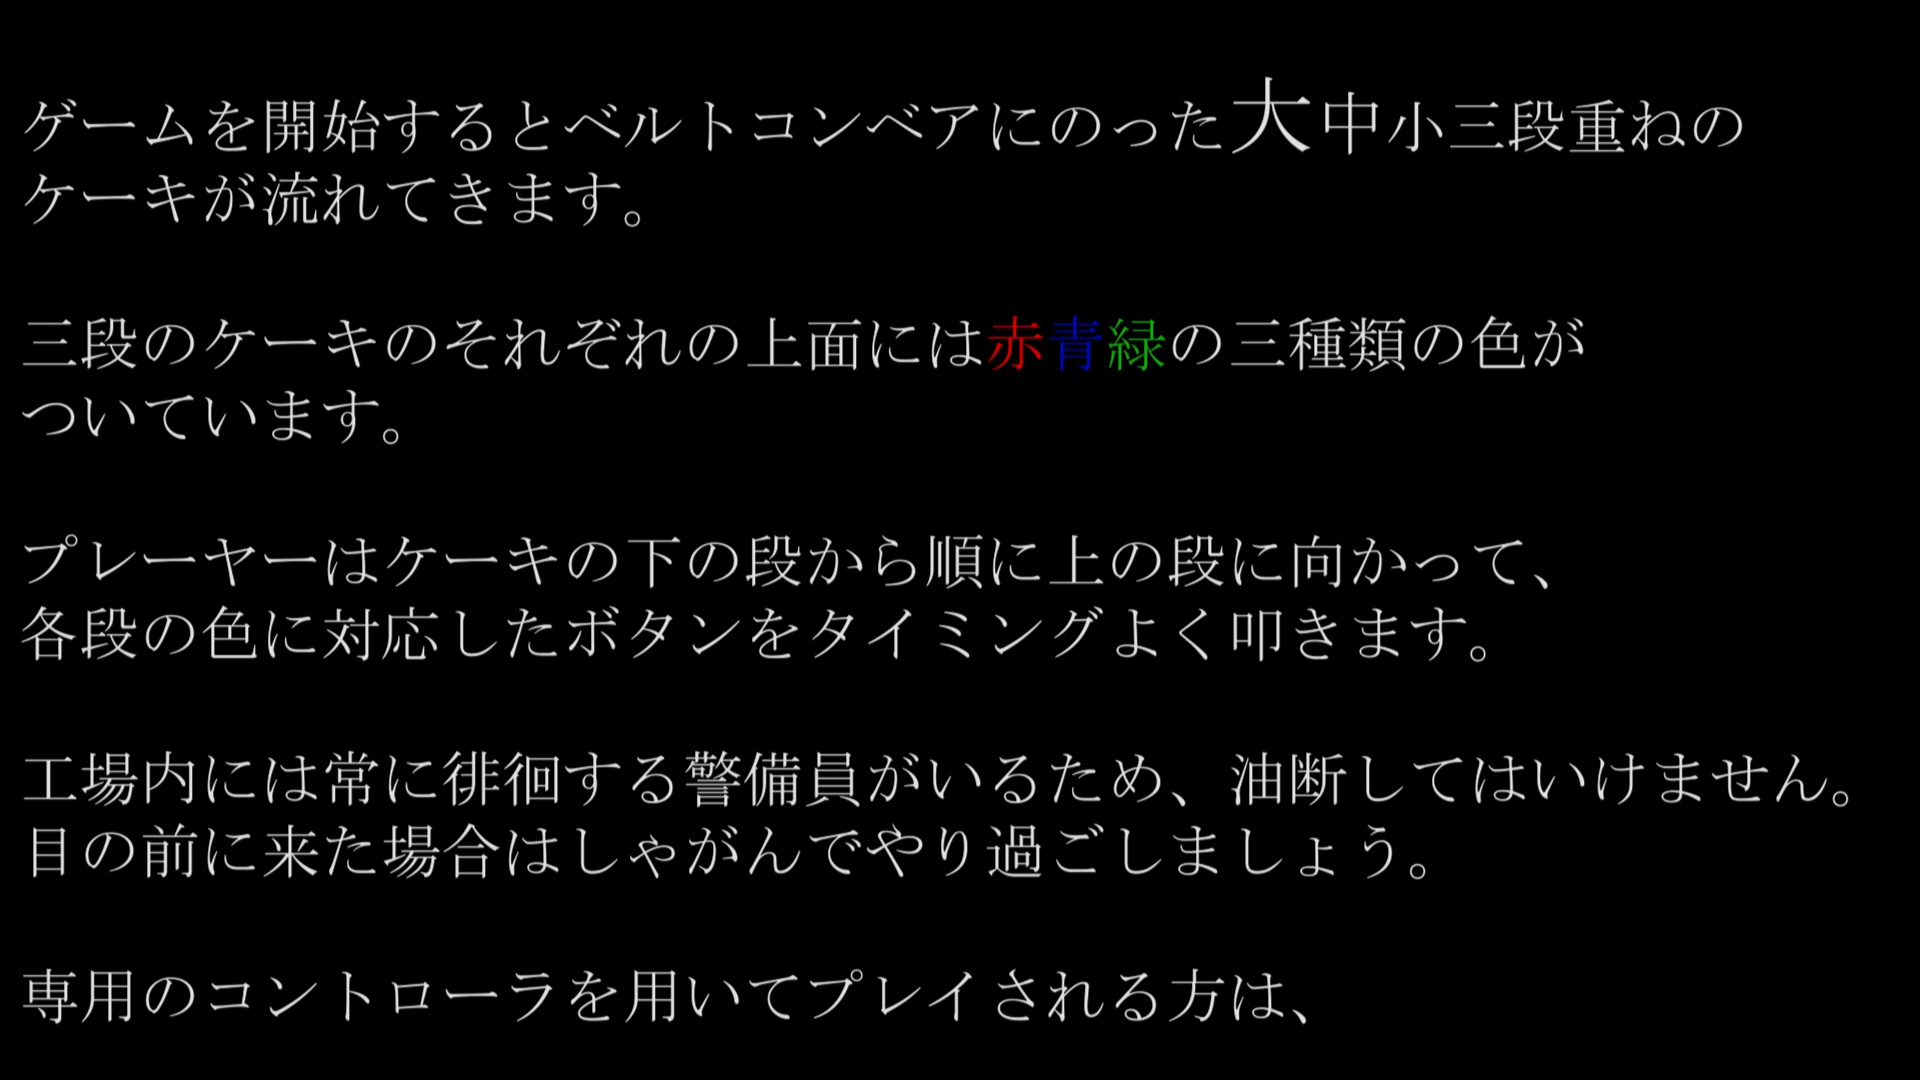 ゲームを開始するとベルトコンベアにのった大中小三段重ねの
ケーキが流れてきます。
三段のケーキのそれぞれの上面には赤青緑の三種類の色が
ついています。
プレーヤーはケーキの下の段から順に上の段に向かって、
各段の色に対応したボタンをタイミングよく叩きます。
工場内には常に徘徊する警備員がいるため、油断してはいけません。
目の前に来た場合はしゃがんでやり過ごしましょう。
専用のコントローラを用いてプレイされる方は、